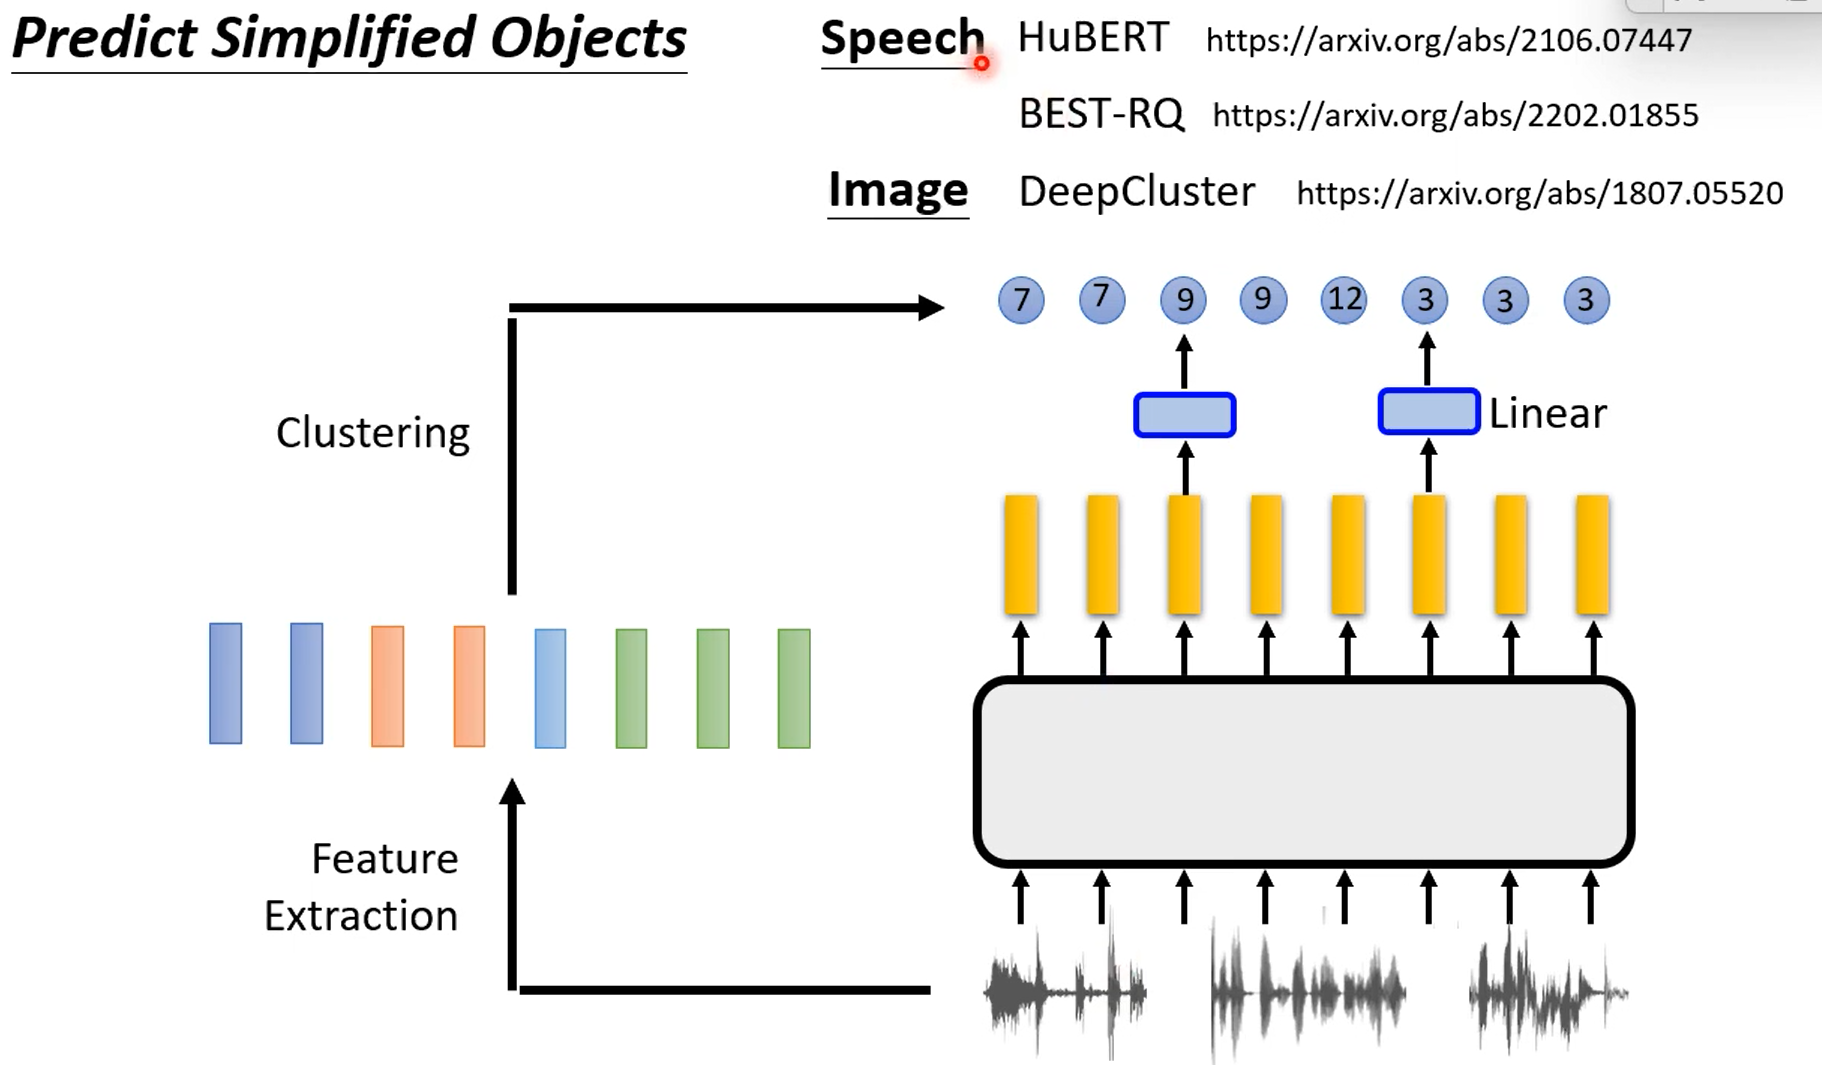 Predict Simplified Objects
Speech HuBERT https://arxiv.org/abs/2106.07447
BEST-RQ https://arxiv.org/abs/2202.01855
Image DeepCluster https://arxiv.org/abs/1807.05520
7 7 9 9 12 3 3 3
Clustering
Linear
Feature
Extraction